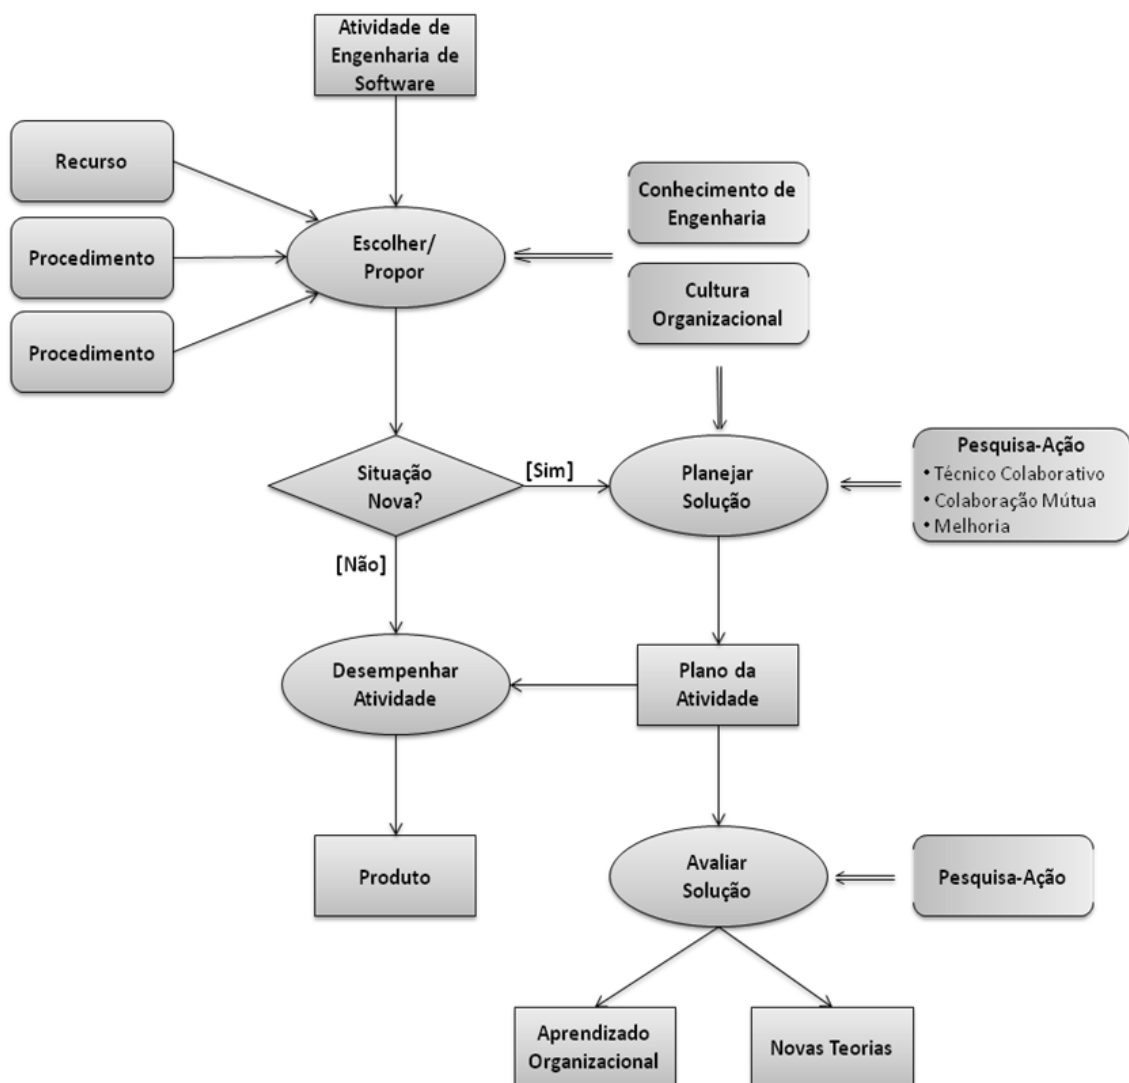 Atividade de
Engenharia de
Software
Recurso
Procedimento
Procedimento
Escolher/
Propor
Conhecimento de
Engenharia
Cultura
Organizacional
Situação
Nova?
[Sim]
[Não]
Planejar
Solução
Pesquisa-Ação
• Técnico Colaborativo
• Colaboração Mútua
• Melhoria
Desempenhar
Atividade
Plano da
Atividade
Produto
Avaliar
Solução
Pesquisa-Ação
Aprendizado
Organizacional
Novas Teorias